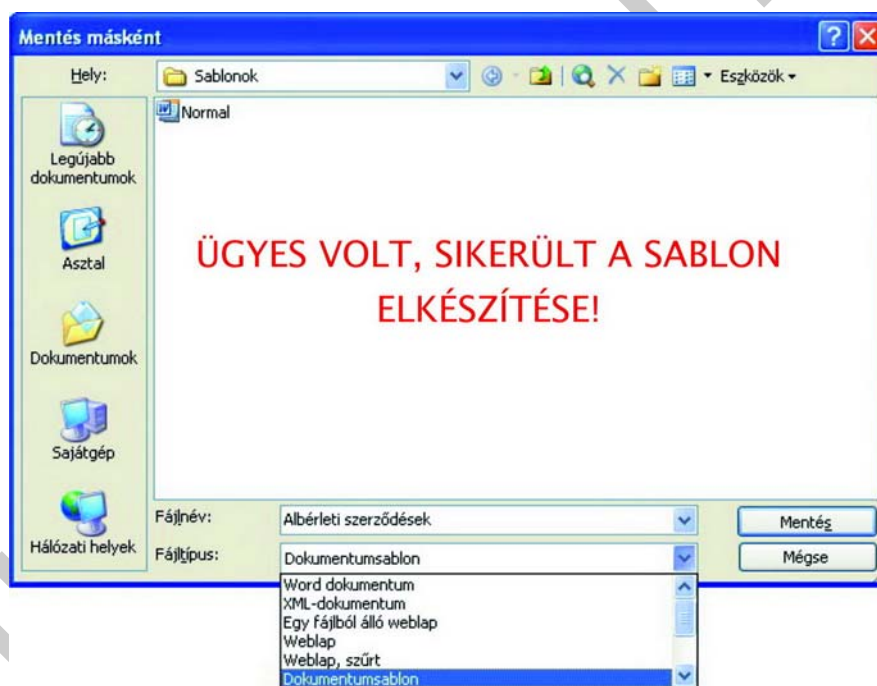 Mentés másként
Hely:
Sablonok
Eszközök
Normal
Legújabb
dokumentumok
Asztal
Dokumentumok
Sajátgép
Hálózati helyek
ÜGYES VOLT, SIKERÜLT A SABLON
ELKÉSZÍTÉSE!
Fájlnév:
Albérleti szerződések
Mentés
Fájltípus:
Dokumentumsablon
Mégse
Word dokumentum
XML-dokumentum
Egy fájlból álló weblap
Weblap
Weblap, szűrt
Dokumentumsablon